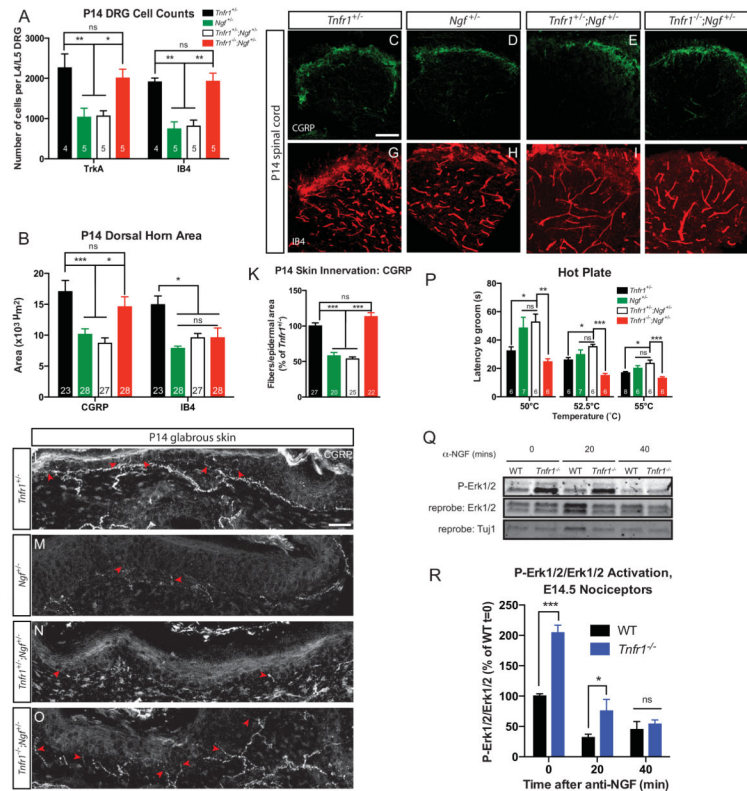 A
P14 DRG Cell Counts
Tnfr1+/-
Ngf+/-
Tnfr1+/-;Ngf+/-
Tnfr1-/-;Ngf+/-
ns
** *
ns
** **
Number of cells per L4/L5 DRG
3000
2000
1000
0
4 5 5 5
4 5 5 5
TrkA IB4
Tnfr1+/- Ngf+/- Tnfr1+/-;Ngf+/- Tnfr1-/-;Ngf+/-
P14 spinal cord
C D E
CGRP
G H I
IB4
B
P14 Dorsal Horn Area
ns
*** *
*
ns
Area (x10³ µm²)
20
15
10
5
0
23 28 27 28
23 28 27 28
CGRP IB4
K
P14 Skin Innervation: CGRP
ns
*** ***
Fibers/epidermal area
(% of Tnfr1+/-)
150
100
50
0
27 20 25 22
P
Hot Plate
Tnfr1+/-
Ngf+/-
Tnfr1+/-;Ngf+/-
Tnfr1-/-;Ngf+/-
* **
ns
* ***
ns
* ***
ns
Latency to groom (s)
80
60
40
20
0
6 7 6 6
6 6 6
8 6 6 6
50°C 52.5°C 55°C
Temperature (˚C)
P14 glabrous skin
Tnfr1+/-
CGRP
Ngf+/-
M
Tnfr1+/-;Ngf+/-
N
Tnfr1-/-;Ngf+/-
O
Q
α-NGF (mins) 0 20 40
WT Tnfr1-/- WT Tnfr1-/- WT Tnfr1-/-
P-Erk1/2
reprobe: Erk1/2
reprobe: Tuj1
R
P-Erk1/2/Erk1/2 Activation,
E14.5 Nociceptors
***
*
ns
WT
Tnfr1-/-
P-Erk1/2/Erk1/2 (% of WT t=0)
250
200
150
100
50
0
0 20 40
Time after anti-NGF (min)